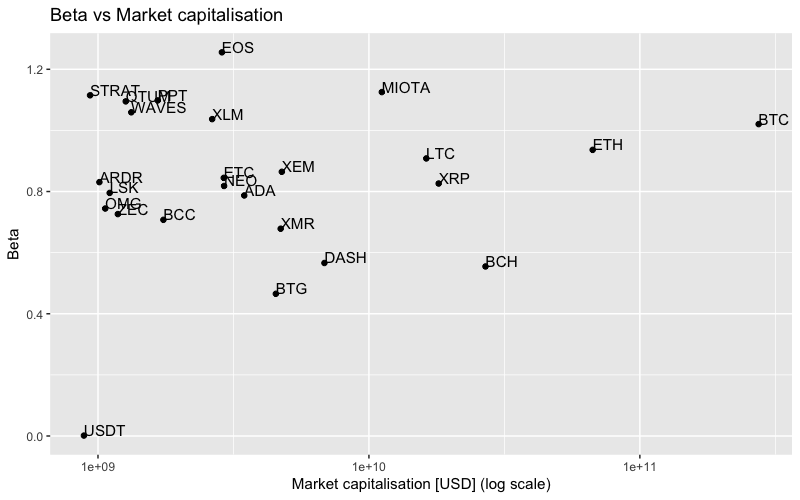 Beta vs Market capitalisation
EOS
STRAT
QTUM
PPT
WAVES
XLM
MIOTA
BTC
ETH
LTC
XRP
XEM
ETC
NEO
ADA
ARDR
LSK
OMG
ZEC
BCC
XMR
DASH
BCH
BTG
USDT
1.2
0.8
0.4
0.0
Beta
1e+09
1e+10
1e+11
Market capitalisation [USD] (log scale)